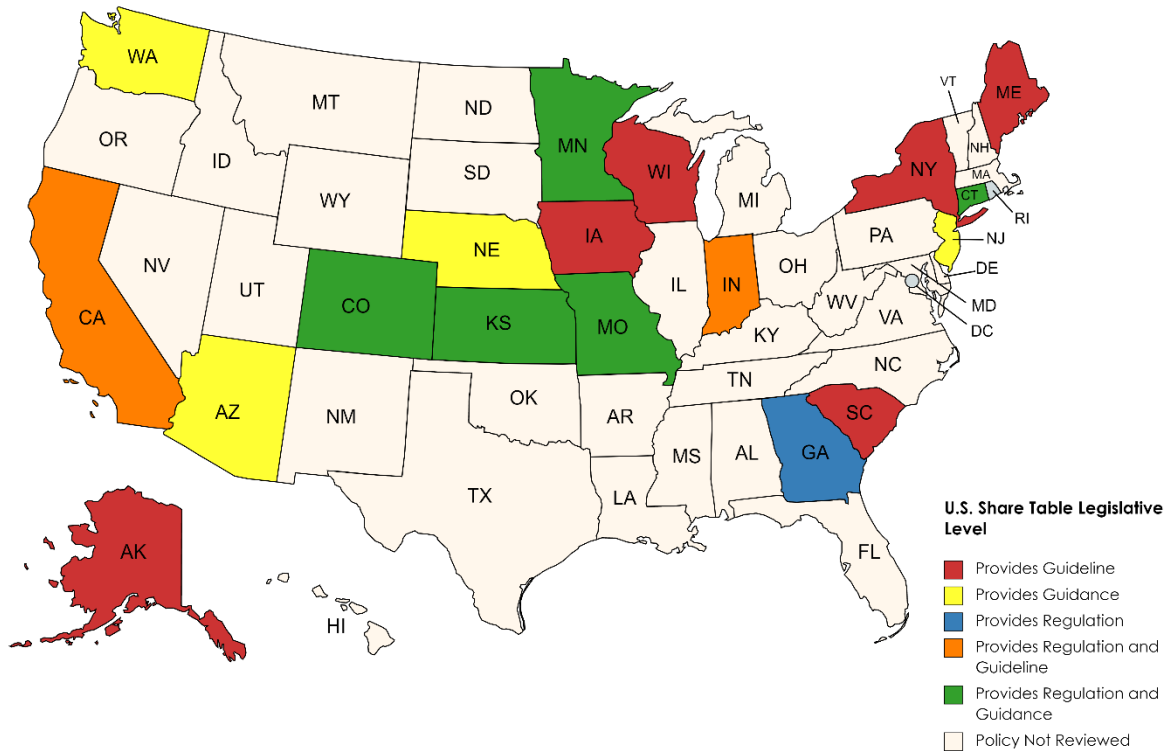 WA
VT
ME
MT
ND
OR
MN
NH
ID
WI
NY
MA
SD
CT
WY
MI
RI
IA
PA
NJ
NE
NV
OH
DE
IL
IN
UT
MD
CO
WV
CA
KS
MO
VA
DC
KY
NC
TN
OK
AZ
NM
AR
SC
MS
AL
GA
TX
LA
FL
AK
HI
U.S. Share Table Legislative
Level
Provides Guideline
Provides Guidance
Provides Regulation
Provides Regulation and
Guideline
Provides Regulation and
Guidance
Policy Not Reviewed